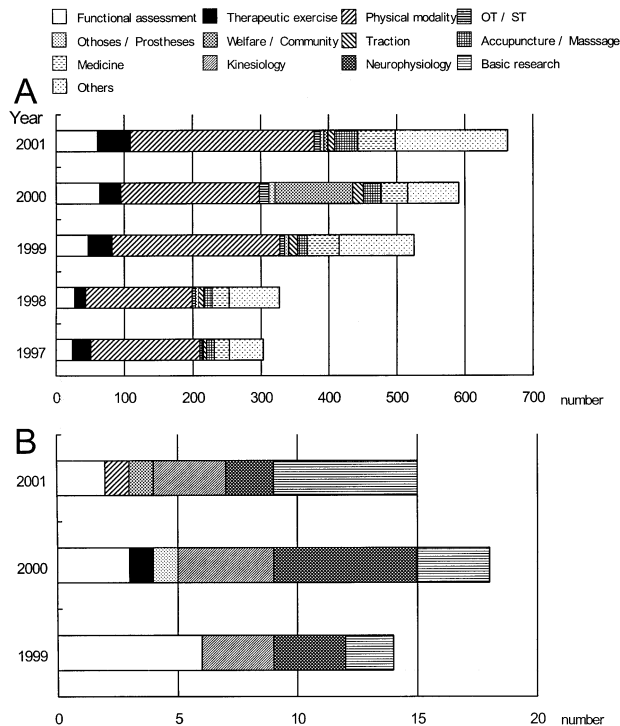 Functional assessment Therapeutic exercise Physical modality OT / ST
Othoses / Prostheses Welfare / Community Traction Accupuncture / Masssage
Medicine Kinesiology Neurophysiology Basic research
Others
A
Year
2001
2000
1999
1998
1997
0 100 200 300 400 500 600 700 number
B
2001
2000
1999
0 5 10 15 20
number